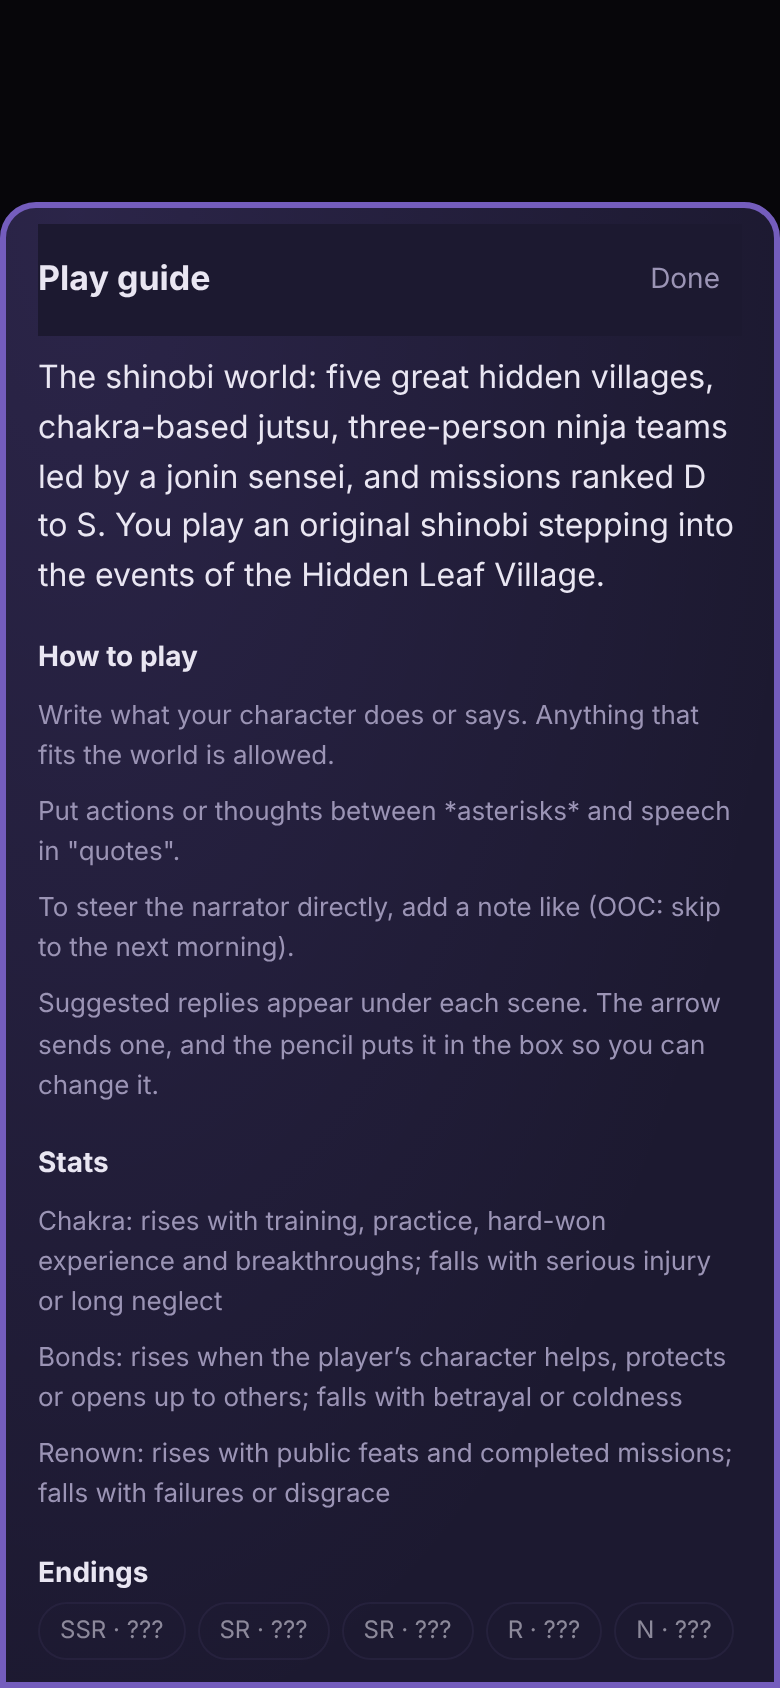 Play guide
Done
The shinobi world: five great hidden villages,
chakra-based jutsu, three-person ninja teams
led by a jonin sensei, and missions ranked D
to S. You play an original shinobi stepping into
the events of the Hidden Leaf Village.
How to play
Write what your character does or says. Anything that
fits the world is allowed.
Put actions or thoughts between *asterisks* and speech
in "quotes".
To steer the narrator directly, add a note like (OOC: skip
to the next morning).
Suggested replies appear under each scene. The arrow
sends one, and the pencil puts it in the box so you can
change it.
Stats
Chakra: rises with training, practice, hard-won
experience and breakthroughs; falls with serious injury
or long neglect
Bonds: rises when the player’s character helps, protects
or opens up to others; falls with betrayal or coldness
Renown: rises with public feats and completed missions;
falls with failures or disgrace
Endings
SSR · ???
SR · ???
SR · ???
R · ???
N · ???